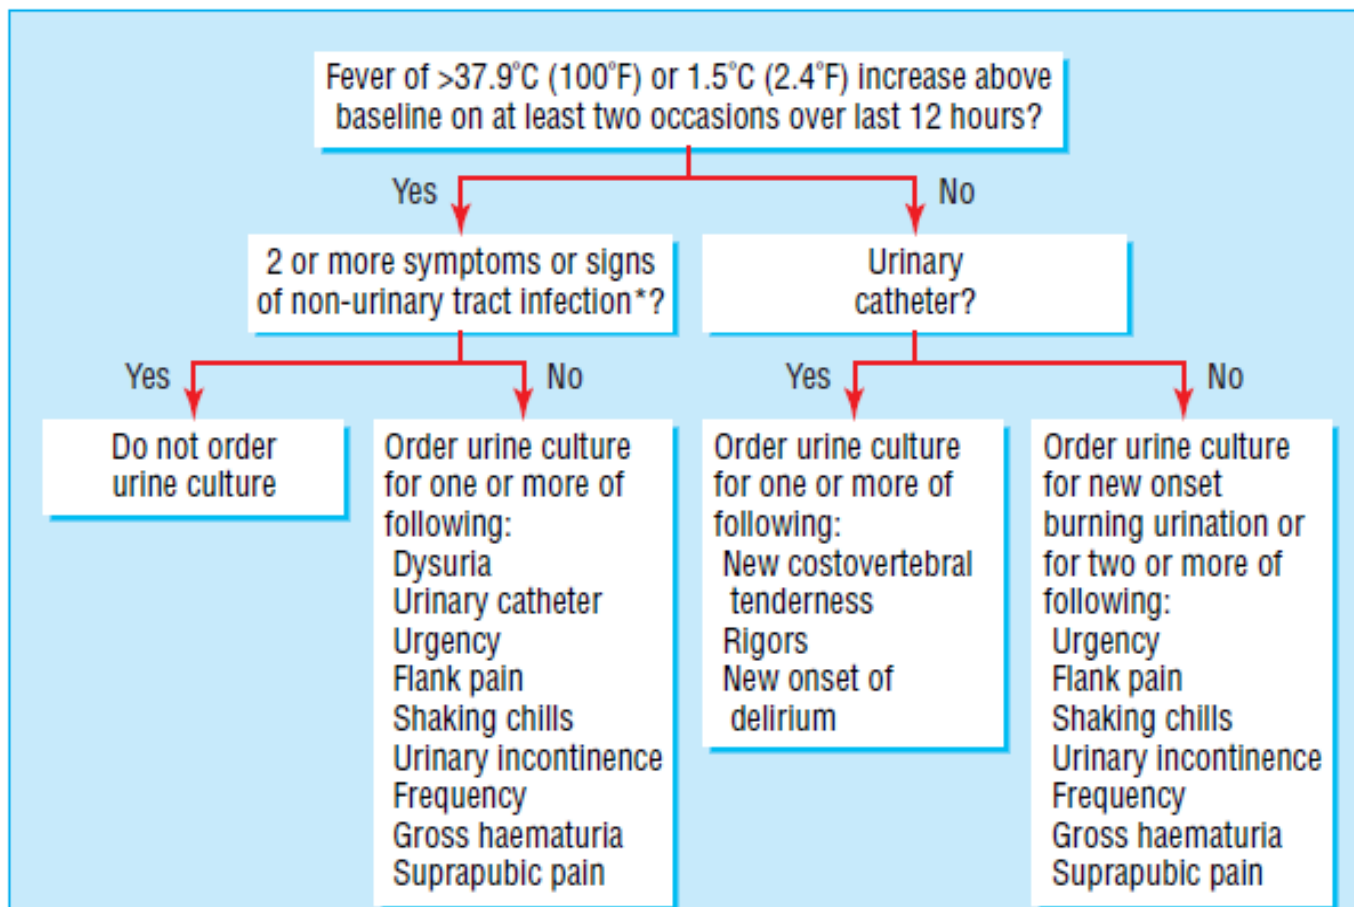 Fever of >37.9°C (100°F) or 1.5°C (2.4°F) increase above
baseline on at least two occasions over last 12 hours?
Yes
No
2 or more symptoms or signs
of non-urinary tract infection*?
Urinary
catheter?
Yes
No
Yes
No
Do not order
urine culture
Order urine culture
for one or more of
following:
Dysuria
Urinary catheter
Urgency
Flank pain
Shaking chills
Urinary incontinence
Frequency
Gross haematuria
Suprapubic pain
Order urine culture
for one or more of
following:
New costovertebral
tenderness
Rigors
New onset of
delirium
Order urine culture
for new onset
burning urination or
for two or more of
following:
Urgency
Flank pain
Shaking chills
Urinary incontinence
Frequency
Gross haematuria
Suprapubic pain